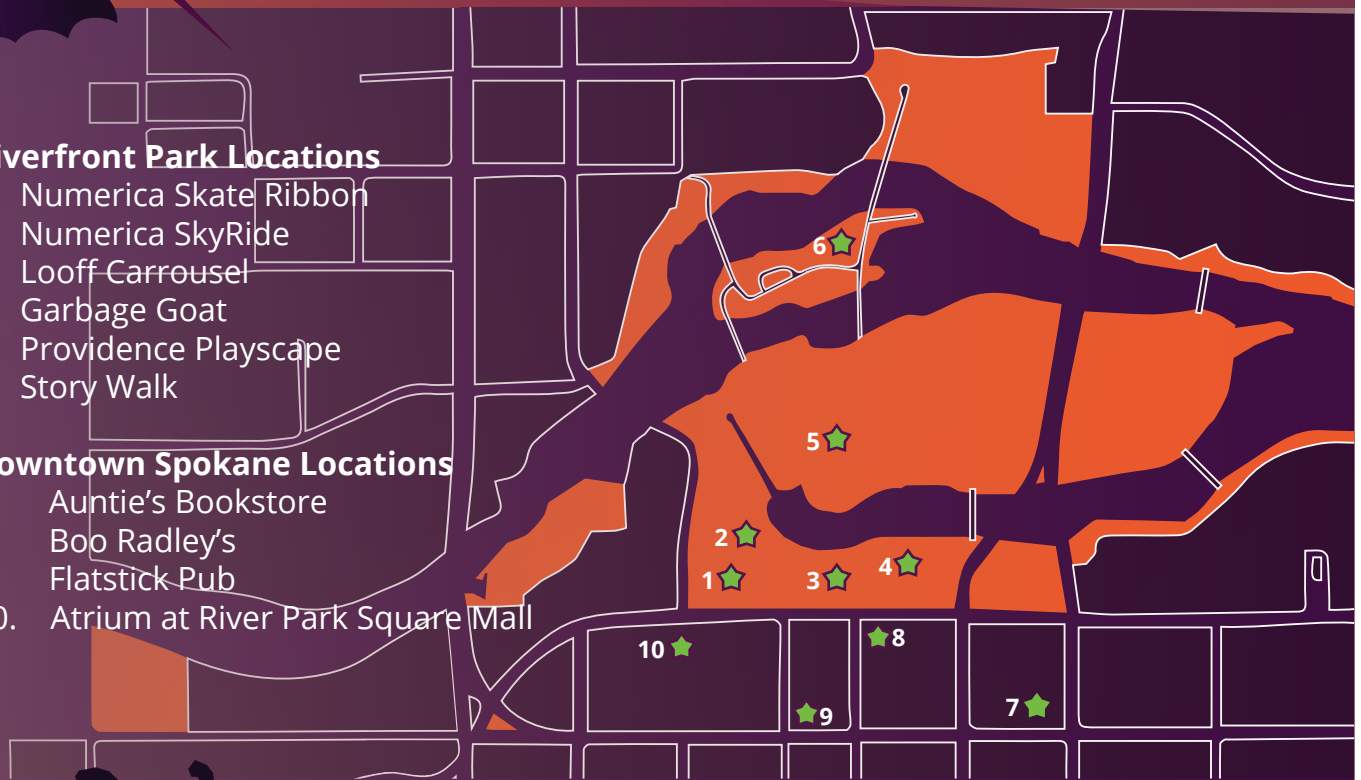 iverfront Park Locations
Numerica Skate Ribbon
Numerica SkyRide
Looff Carrousel
Garbage Goat
Providence Playscape
Story Walk
owntown Spokane Locations
Auntie’s Bookstore
Boo Radley’s
Flatstick Pub
0. Atrium at River Park Square Mall
6
5
2
1
3
4
10
8
9
7